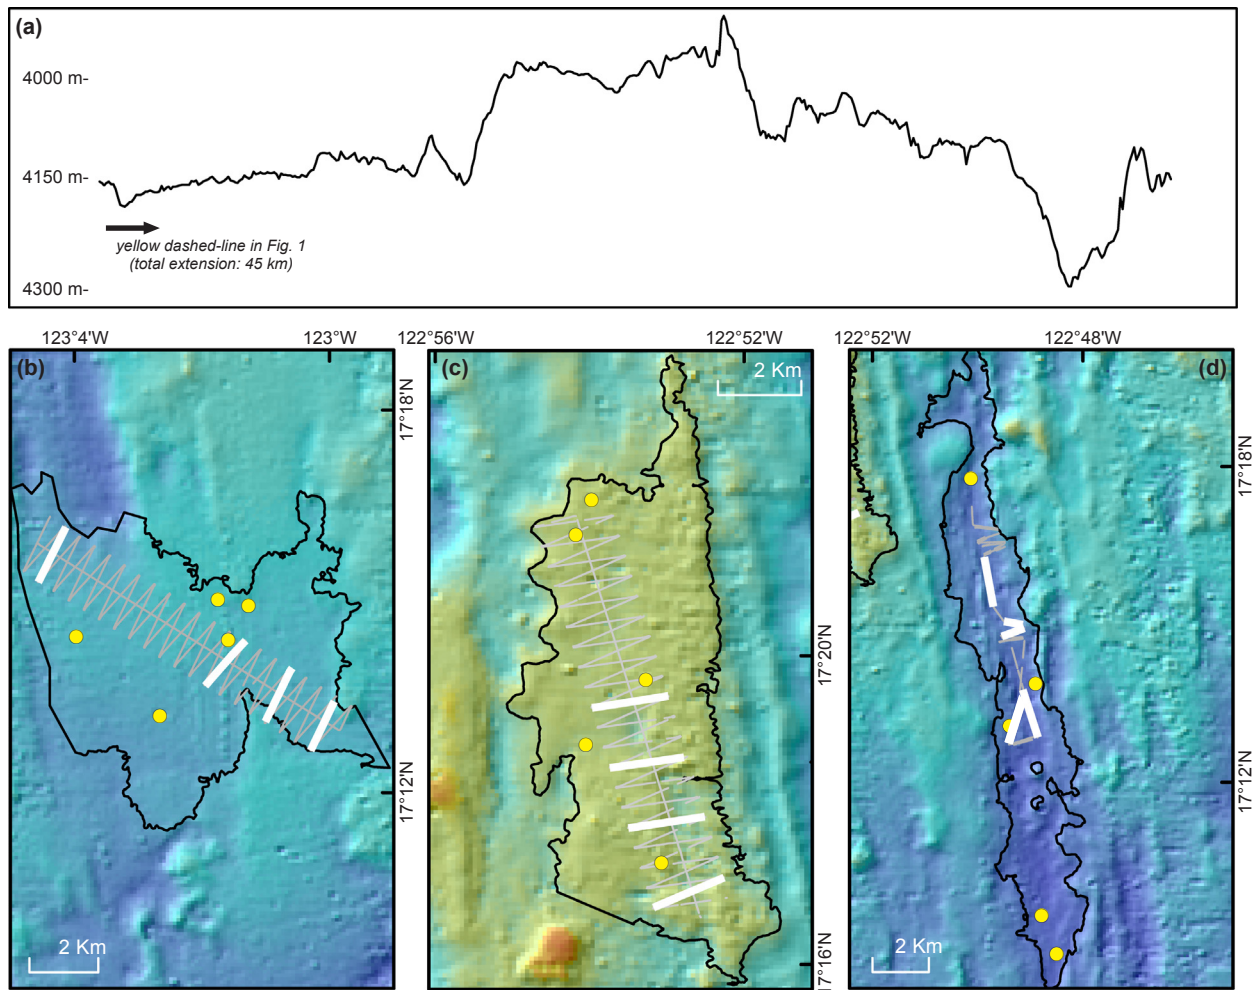 (a)
4000 m-
4150 m-
yellow dashed-line in Fig. 1
(total extension: 45 km)
4300 m-
123°4'W
123°W
122°56'W
122°52'W
122°52'W
122°48'W
(b)
(c)
(d)
2 Km
17°18'N
17°18'N
17°20'N
17°12'N
17°12'N
2 Km
17°16'N
2 Km